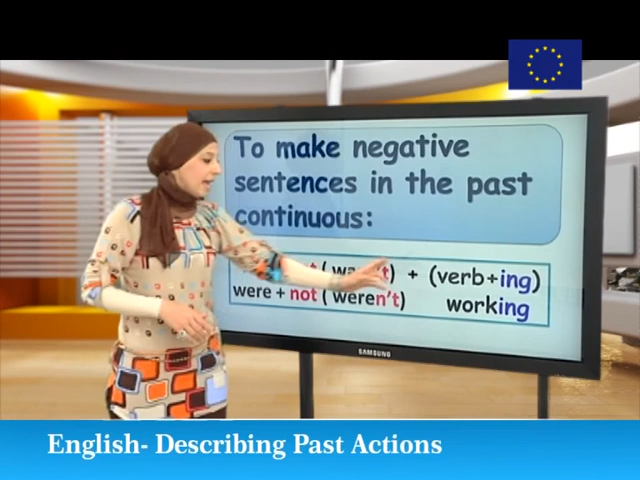 To make negative
sentences in the past
continuous:
( wa t) + (verb+ing)
were + not ( weren't) working
SAMSUNG
English- Describing Past Actions